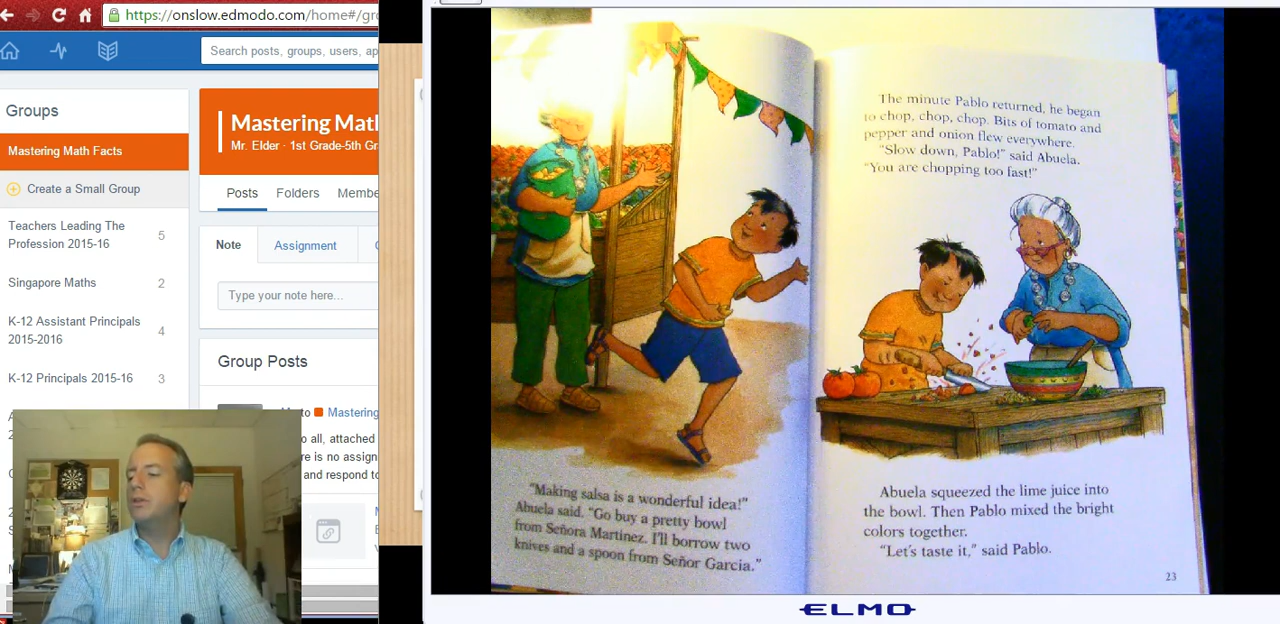 https://onslow.edmodo.com/home#/gro
Search posts, groups, users, ap
Groups
Mastering Math Facts
Create a Small Group
Teachers Leading The
Profession 2015-16
5
Singapore Maths
2
K-12 Assistant Principals
2015-2016
4
K-12 Principals 2015-16
3
Mastering Mat
Mr. Elder · 1st Grade-5th Gr
Posts
Folders
Membe
Note
Assignment
Type your note here...
Group Posts
to
Mastering
o all, attached
re is no assign
and respond to
"Making salsa is a wonderful idea!"
Abuela said. "Go buy a pretty bowl
from Señora Martínez. I'll borrow two
knives and a spoon from Señor García."
The minute Pablo returned, he began
to chop, chop, chop. Bits of tomato and
pepper and onion flew everywhere.
"Slow down, Pablo!" said Abuela.
"You are chopping too fast!"
Abuela squeezed the lime juice into
the bowl. Then Pablo mixed the bright
colors together.
"Let's taste it," said Pablo.
23
ELMO